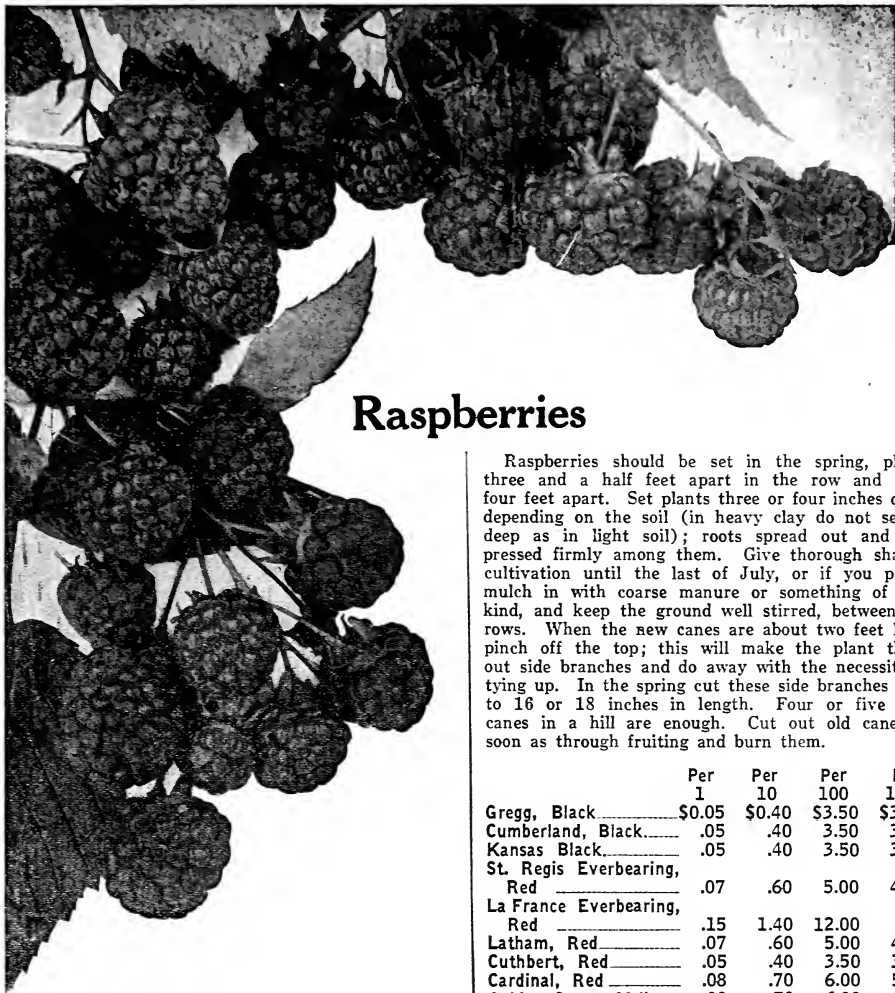 Raspberries
Raspberries should be set in the spring,
three and a half feet apart in the row and
four feet apart. Set plants three or four inches
depending on the soil (in heavy clay do not
deep as in light soil); roots spread out and
pressed firmly among them. Give thorough
cultivation until the last of July, or if you
mulch in with coarse manure or something of
kind, and keep the ground well stirred, between
rows. When the new canes are about two feet
pinch off the top; this will make the plant
out side branches and do away with the
tying up. In the spring cut these side branches
to 16 or 18 inches in length. Four or five
canes in a hill are enough. Cut out old
soon as through fruiting and burn them.
Per Per Per
1 10 100
Gregg, Black $0.05 $0.40 $3.50
Cumberland, Black .05 .40 3.50
Kansas Black .05 .40 3.50
St. Regis Everbearing,
Red .07 .60 5.00
La France Everbearing,
Red .15 1.40 12.00
Latham, Red .07 .60 5.00
Cuthbert, Red .05 .40 3.50
Cardinal, Red .08 .70 6.00